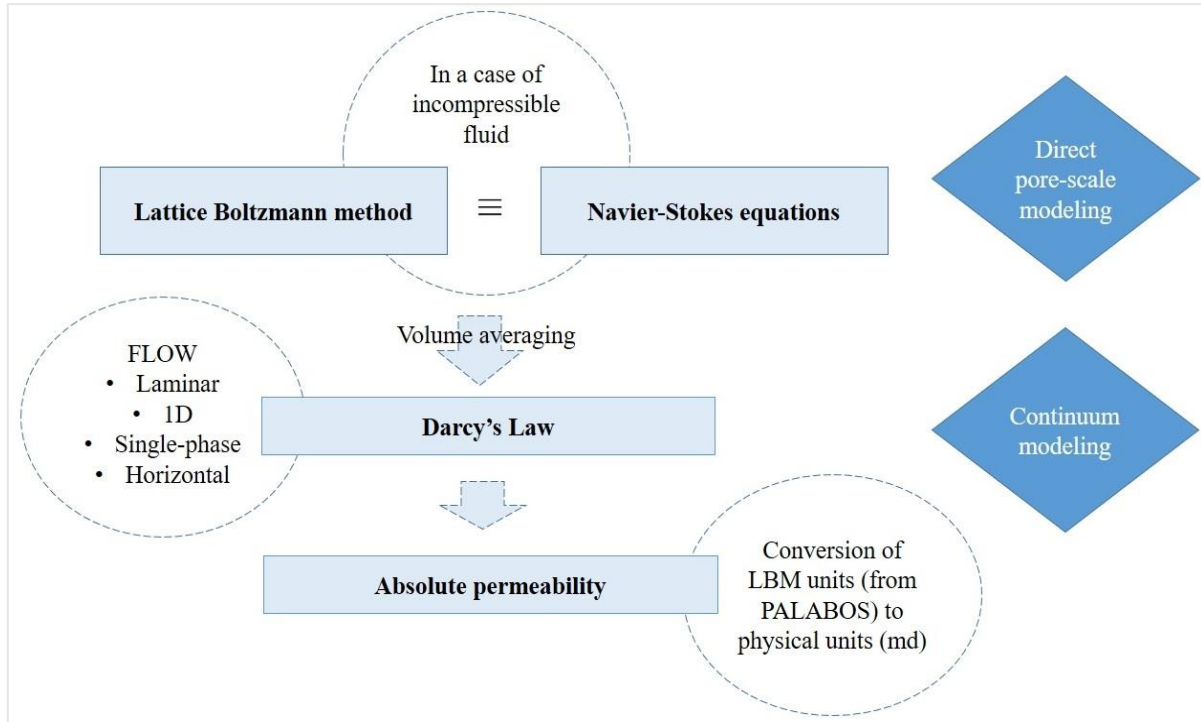 In a case of
incompressible
fluid
Lattice Boltzmann method
≡
Navier-Stokes equations
Direct
pore-scale
modeling
Volume averaging
FLOW
• Laminar
• 1D
• Single-phase
• Horizontal
Darcy's Law
Continuum
modeling
Absolute permeability
Conversion of
LBM units (from
PALABOS) to
physical units (md)